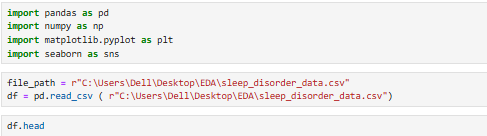 import pandas as pd
import numpy as np
import matplotlib.pyplot as plt
import seaborn as sns
file_path = r"C:\Users\Dell\Desktop\EDA\sleep_disorder_data.csv"
df = pd.read_csv ( r"C:\Users\Dell\Desktop\EDA\sleep_disorder_data.csv")
df.head